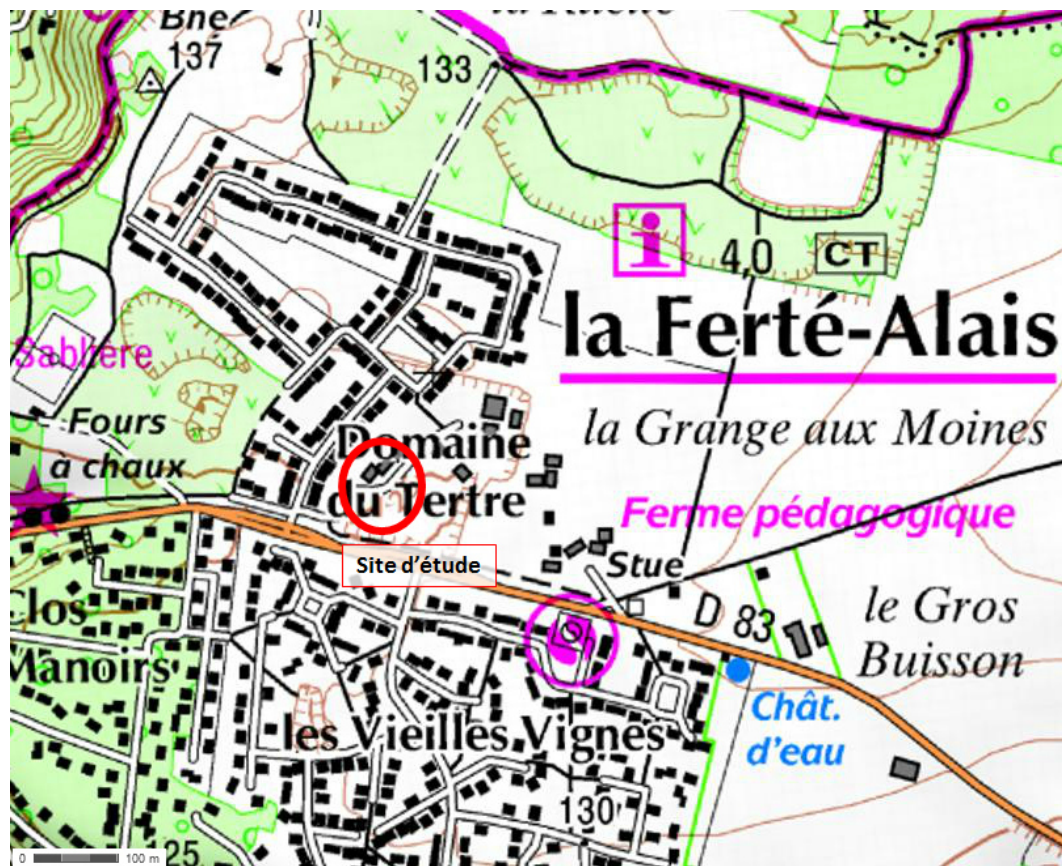 Bne
137
133
4,0
CT
la Ferté-Alais
Sablière
la Grange aux Moines
Fours
à chaux
Domaine
du Tertre
Ferme pédagogique
Site d'étude
Stue
D 83
le Gros
Buisson
Clos
Manoirs
les Vieilles Vignes
Chât.
d'eau
130
0
100 m